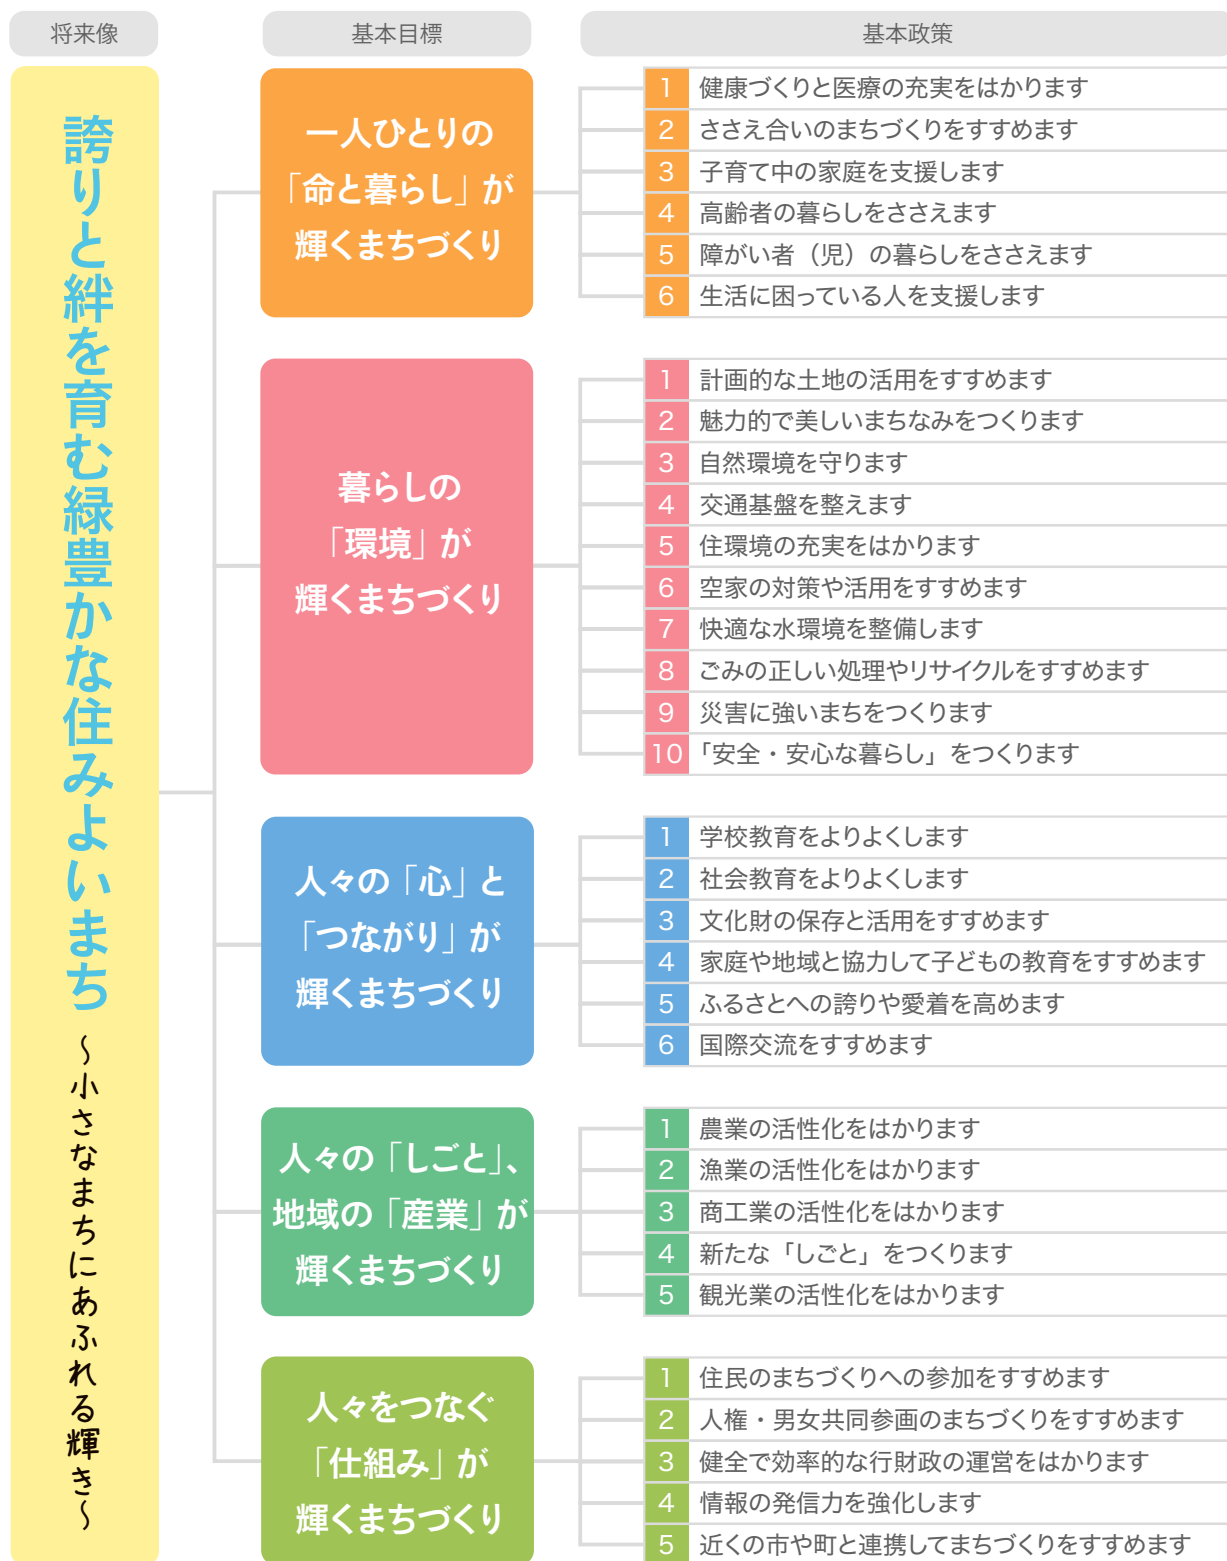 将来像
基本目標
基本政策
誇りと絆を育む緑豊かな住みよいまち
～小さなまちにあふれる輝き～
一人ひとりの
「命と暮らし」が
輝くまちづくり
1 健康づくりと医療の充実をはかります
2 ささえ合いのまちづくりをすすめます
3 子育て中の家庭を支援します
4 高齢者の暮らしをささえます
5 障がい者（児）の暮らしをささえます
6 生活に困っている人を支援します
暮らしの
「環境」が
輝くまちづくり
1 計画的な土地の活用をすすめます
2 魅力的で美しいまちなみをつくります
3 自然環境を守ります
4 交通基盤を整えます
5 住環境の充実をはかります
6 空家の対策や活用をすすめます
7 快適な水環境を整備します
8 ごみの正しい処理やリサイクルをすすめます
9 災害に強いまちをつくります
10 「安全・安心な暮らし」をつくります
人々の「心」と
「つながり」が
輝くまちづくり
1 学校教育をよりよくします
2 社会教育をよりよくします
3 文化財の保存と活用をすすめます
4 家庭や地域と協力して子どもの教育をすすめます
5 ふるさとへの誇りや愛着を高めます
6 国際交流をすすめます
人々の「しごと」、
地域の「産業」が
輝くまちづくり
1 農業の活性化をはかります
2 漁業の活性化をはかります
3 商工業の活性化をはかります
4 新たな「しごと」をつくります
5 観光業の活性化をはかります
人々をつなぐ
「仕組み」が
輝くまちづくり
1 住民のまちづくりへの参加をすすめます
2 人権・男女共同参画のまちづくりをすすめます
3 健全で効率的な行財政の運営をはかります
4 情報の発信力を強化します
5 近くの市や町と連携してまちづくりをすすめます